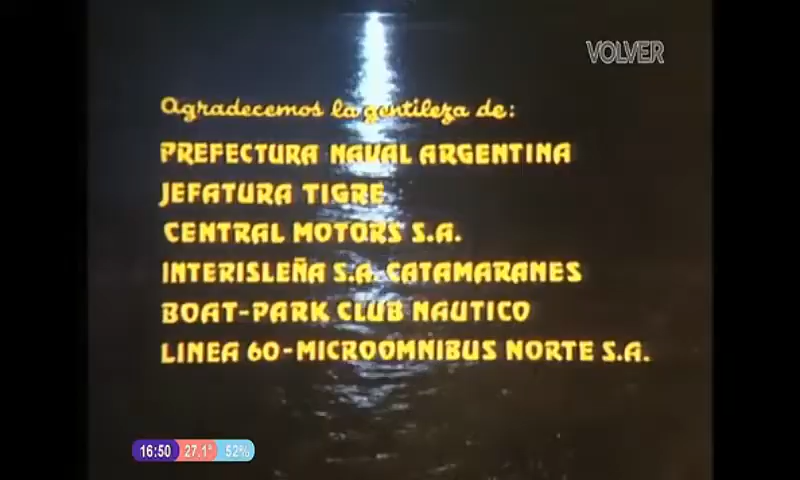 VOLVER
Agradecemos la gentileza de:
PREFECTURA NAVAL ARGENTINA
JEFATURA TIGRE
CENTRAL MOTORS S.A.
INTERISLEÑA S.A. CATAMARANES
BOAT-PARK CLUB NAUTICO
LINEA 60-MICROOMNIBUS NORTE S.A.
16:50 27.1° 52%